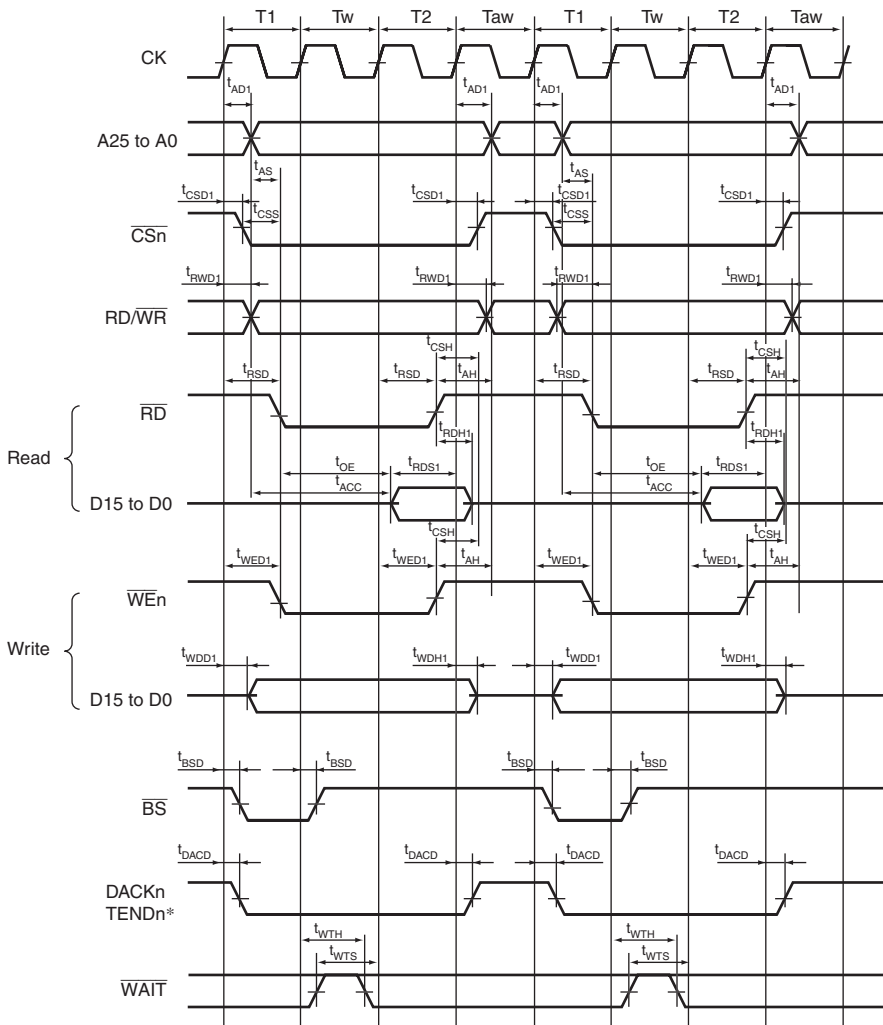 T1 Tw T2 Taw T1 Tw T2 Taw
CK
tAD1 tAD1 tAD1 tAD1
A25 to A0
tAS tAS
tCSD1 tCSD1 tCSD1 tCSD1
tCSS tCSS
CSn
tRWD1 tRWD1 tRWD1 tRWD1
RD/WR
tCSH tCSH
tRSD tRSD tAH tRSD tRSD tAH
RD
tRDH1 tRDH1
Read
tOE tRDS1 tOE tRDS1
tACC tACC
D15 to D0
tCSH tCSH
tWED1 tWED1 tAH tWED1 tWED1 tAH
WEn
Write
tWDD1 tWDH1 tWDD1 tWDH1
D15 to D0
tBSD tBSD tBSD tBSD
BS
tDACD tDACD tDACD tDACD
DACKn
TENDn*
tWTH tWTH
tWTS tWTS
WAIT